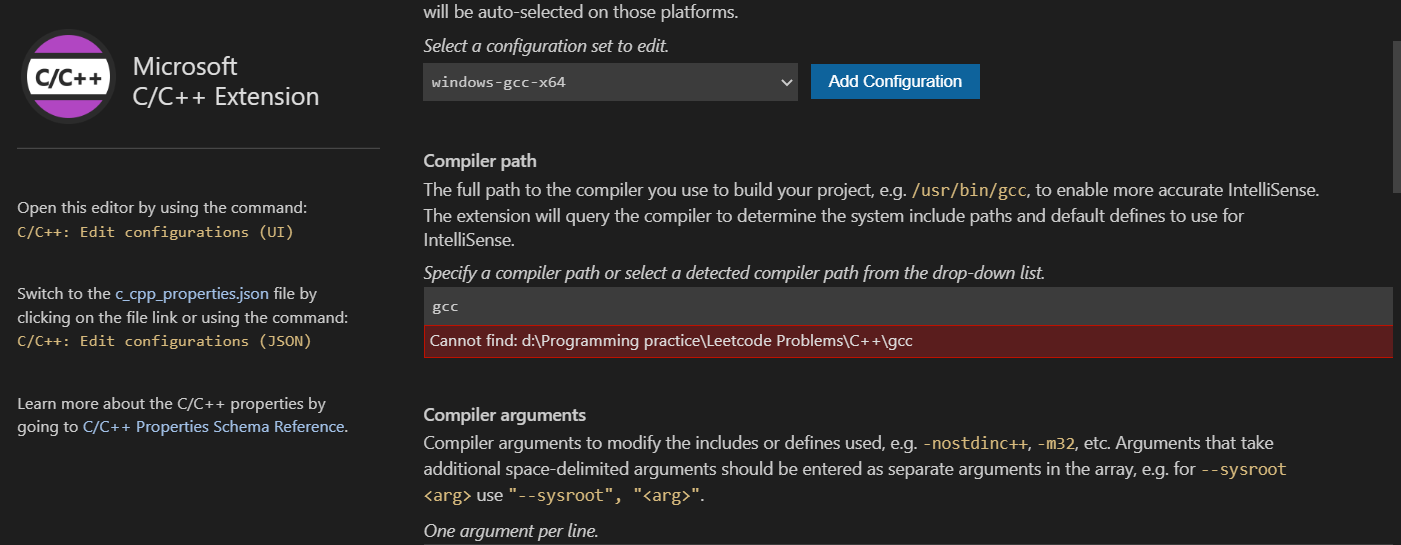 C/C++
Microsoft
C/C++ Extension
Open this editor by using the command:
C/C++: Edit configurations (UI)
Switch to the c_cpp_properties.json file by
clicking on the file link or using the command:
C/C++: Edit configurations (JSON)
Learn more about the C/C++ properties by
going to C/C++ Properties Schema Reference.
will be auto-selected on those platforms.
Select a configuration set to edit.
windows-gcc-x64
Add Configuration
Compiler path
The full path to the compiler you use to build your project, e.g. /usr/bin/gcc, to enable more accurate IntelliSense.
The extension will query the compiler to determine the system include paths and default defines to use for
IntelliSense.
Specify a compiler path or select a detected compiler path from the drop-down list.
gcc
Cannot find: d:\Programming practice\Leetcode Problems\C++\gcc
Compiler arguments
Compiler arguments to modify the includes or defines used, e.g. -nostdinc++, -m32, etc. Arguments that take
additional space-delimited arguments should be entered as separate arguments in the array, e.g. for --sysroot
<arg> use "--sysroot", "<arg>".
One argument per line.